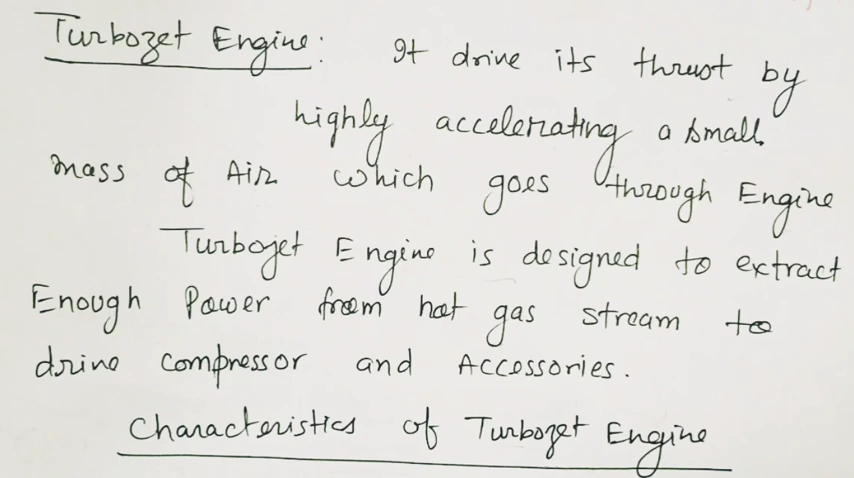 Turbozet Engine: It drive its thrust by
highly accelerating a small
mass of Air which goes through Engine
Turbojet Engine is designed to extract
Enough Power from hot gas stream to
drive compressor and Accessories.
Characteristics of Turbozet Engine